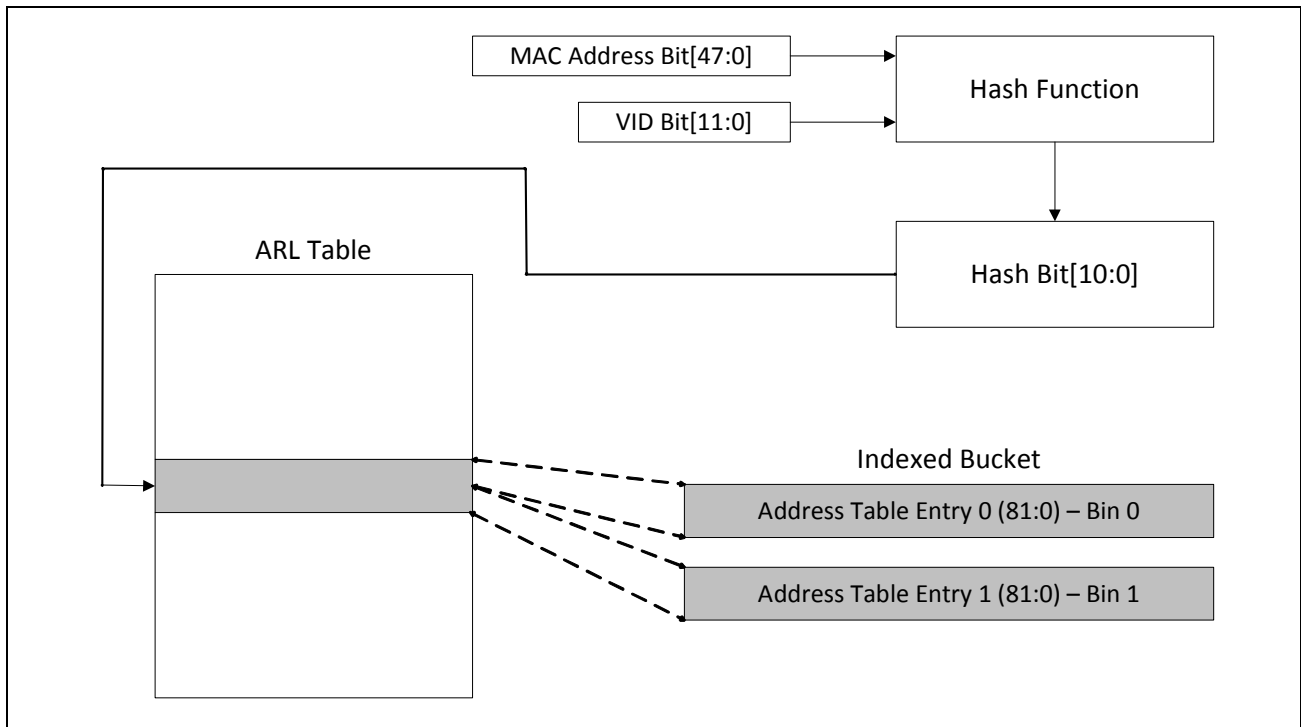 MAC Address Bit[47:0]
Hash Function
VID Bit[11:0]
ARL Table
Hash Bit[10:0]
Indexed Bucket
Address Table Entry 0 (81:0) – Bin 0
Address Table Entry 1 (81:0) – Bin 1